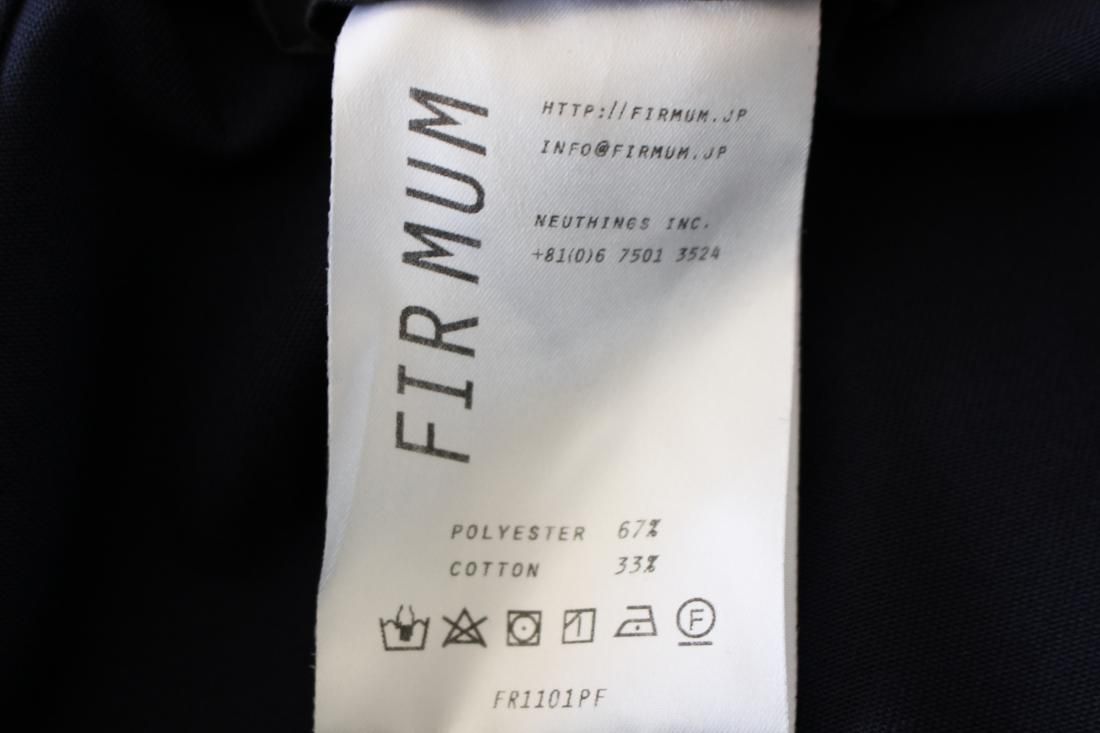 FIRMUM
HTTP://FIRMUM.JP
INFO@FIRMUM.JP
NEUTHINGS INC.
+81(0)6 7501 3524
POLYESTER 67%
COTTON 33%
F
FR1101PF